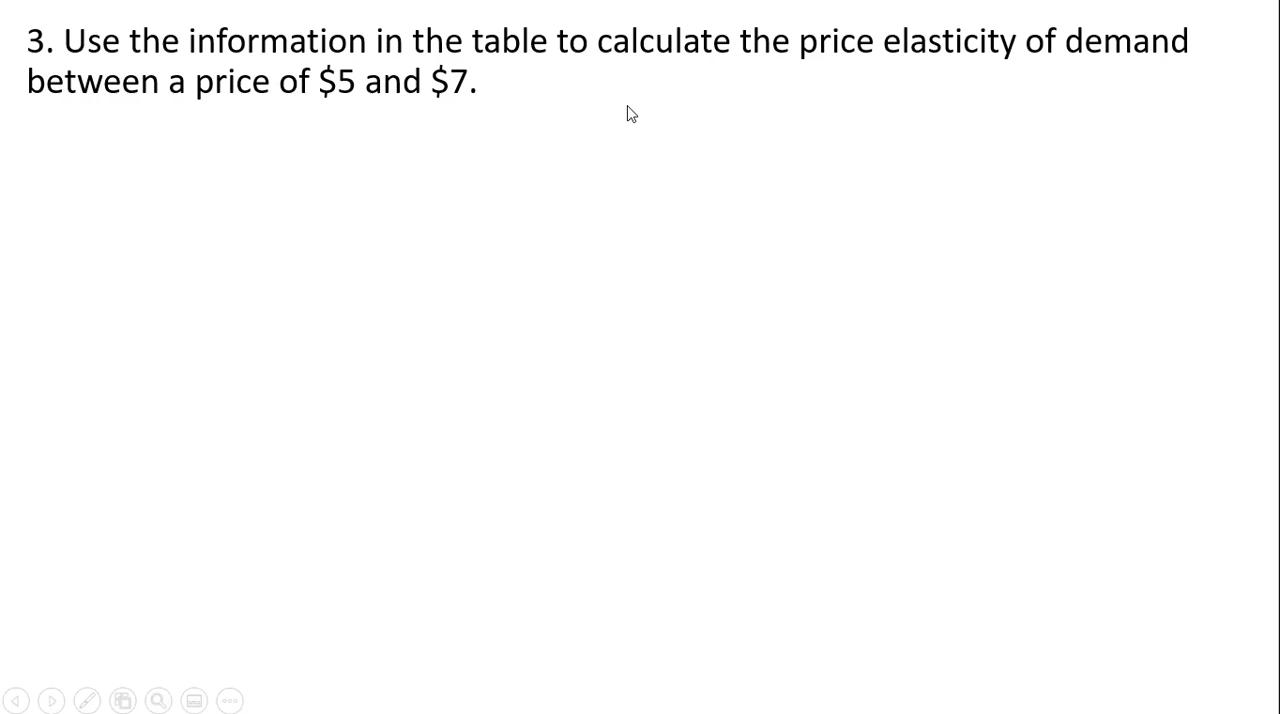 3. Use the information in the table to calculate the price elasticity of demand
between a price of $5 and $7.